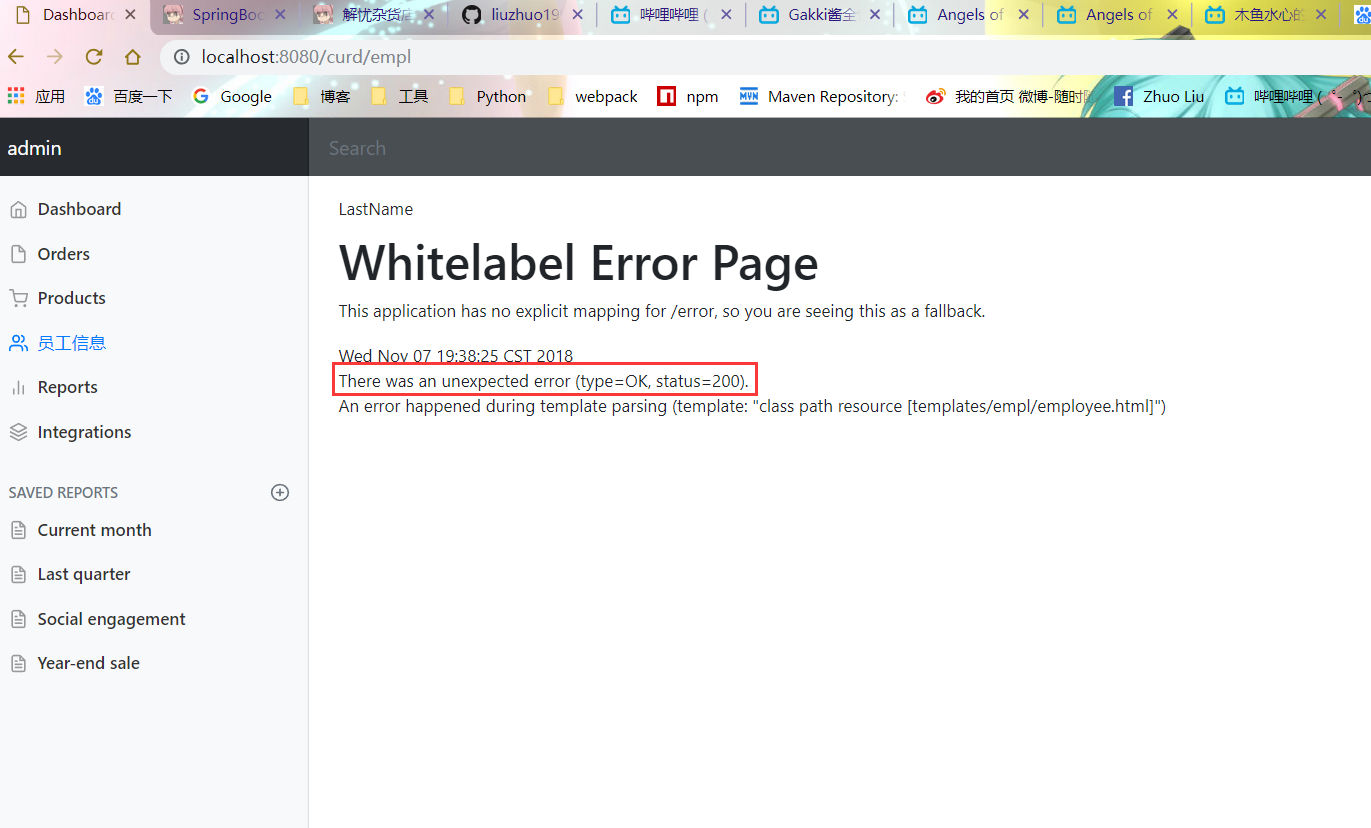 Dashboard SpringBoo 解忧杂货店 liuzhuo19 哔哩哔哩 ( Gakki酱全 Angels of Angels of 木鱼水心的
localhost:8080/curd/empl
应用 百度一下 Google 博客 工具 Python webpack npm Maven Repository: 我的首页 微博-随时随 Zhuo Liu 哔哩哔哩 (
admin Search
Dashboard
Orders
Products
员工信息
Reports
Integrations
SAVED REPORTS
Current month
Last quarter
Social engagement
Year-end sale
LastName
Whitelabel Error Page
This application has no explicit mapping for /error, so you are seeing this as a fallback.
Wed Nov 07 19:38:25 CST 2018
There was an unexpected error (type=OK, status=200).
An error happened during template parsing (template: "class path resource [templates/empl/employee.html]")